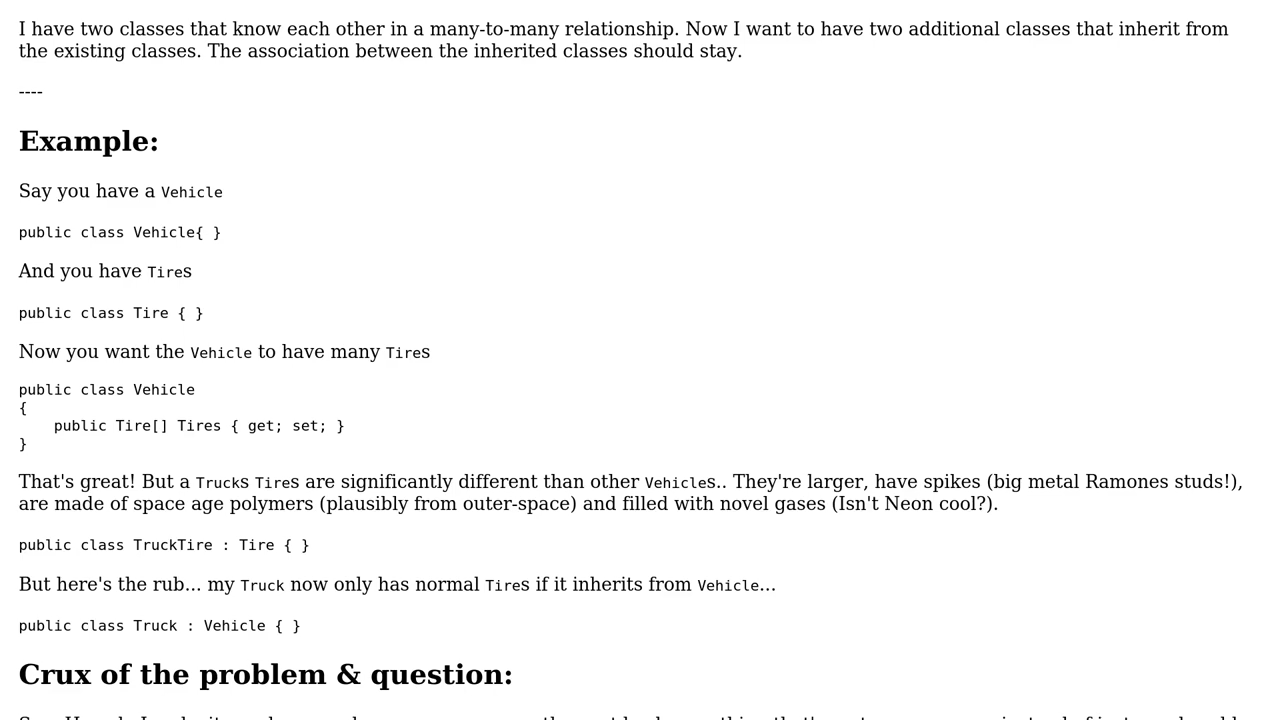 I have two classes that know each other in a many-to-many relationship. Now I want to have two additional classes that inherit from
the existing classes. The association between the inherited classes should stay.
----
Example:
Say you have a Vehicle
public class Vehicle{ }
And you have Tires
public class Tire { }
Now you want the Vehicle to have many Tires
public class Vehicle
{
    public Tire[] Tires { get; set; }
}
That's great! But a Trucks Tires are significantly different than other Vehicles.. They're larger, have spikes (big metal Ramones studs!),
are made of space age polymers (plausibly from outer-space) and filled with novel gases (Isn't Neon cool?).
public class TruckTire : Tire { }
But here's the rub... my Truck now only has normal Tires if it inherits from Vehicle...
public class Truck : Vehicle { }
Crux of the problem & question: